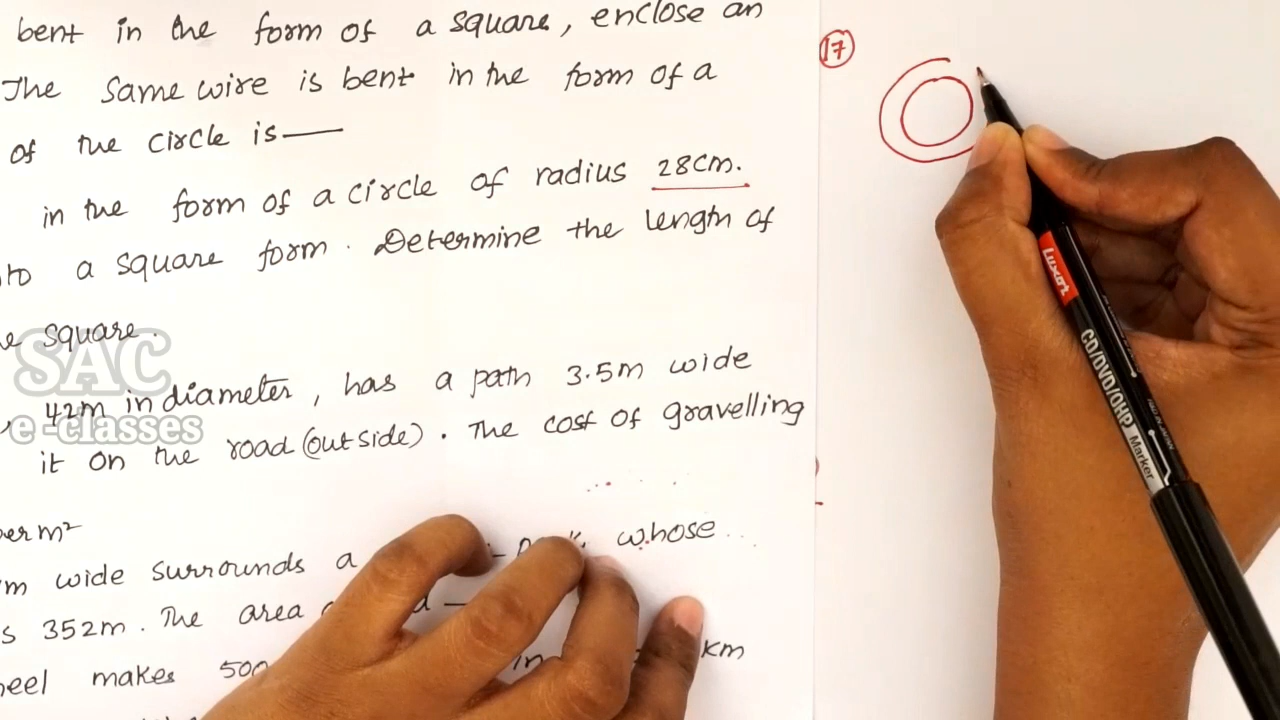 bent in the form of a square, enclose an
The same wire is bent in the form of a
of the circle is —
in the form of a circle of radius 28cm.
to a square form. Determine the length of
square.
42m in diameter, has a path 3.5m wide
it on the road (outside). The cost of gravelling
per m²
m wide surrounds a whose
352m. The area
heel makes 500 in km
17
SAC
e-classes
Luxor
CD/DVD/OHP Marker